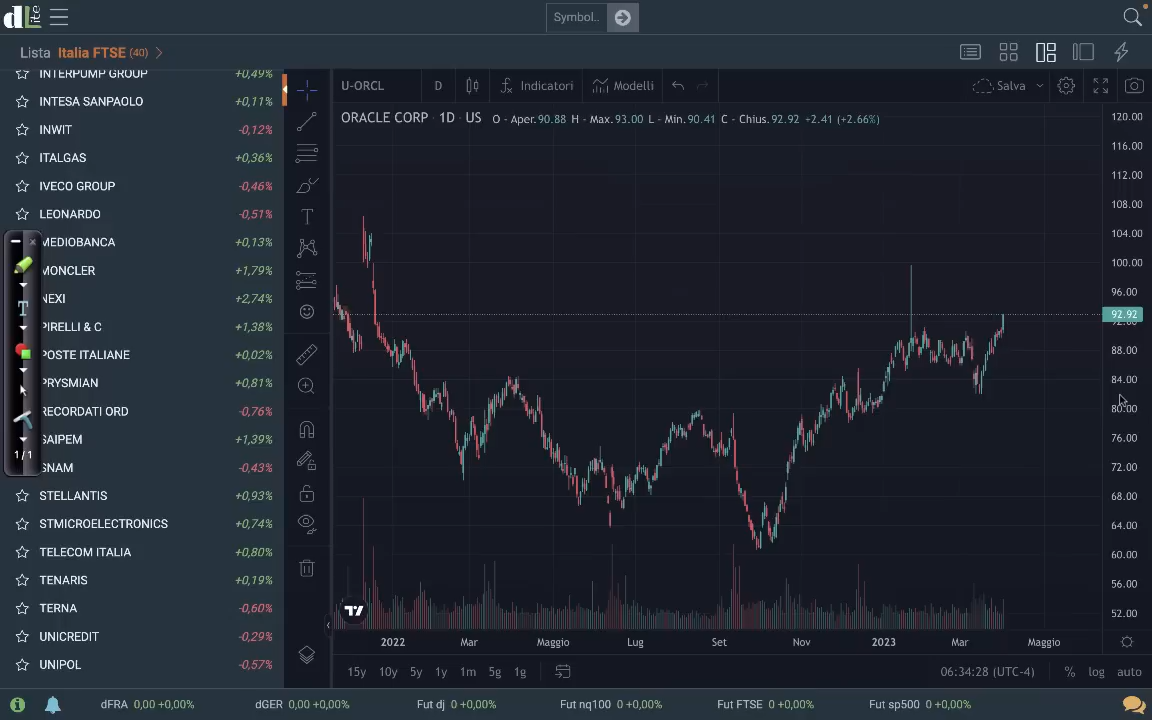 dLite
Symbol..
Lista Italia FTSE (40)
INTERPUMP GROUP +0,49%
INTESA SANPAOLO +0,11%
INWIT -0,12%
ITALGAS +0,36%
IVECO GROUP -0,46%
LEONARDO -0,51%
MEDIOBANCA +0,13%
MONCLER +1,79%
NEXI +2,74%
PIRELLI & C +1,38%
POSTE ITALIANE +0,02%
PRYSMIAN +0,81%
RECORDATI ORD -0,76%
SAIPEM +1,39%
SNAM -0,43%
STELLANTIS +0,93%
STMICROELECTRONICS +0,74%
TELECOM ITALIA +0,80%
TENARIS +0,19%
TERNA -0,60%
UNICREDIT -0,29%
UNIPOL -0,57%
T
1/1
U-ORCL D Indicatori Modelli Salva
ORACLE CORP · 1D · US O - Aper.90.88 H - Max.93.00 L - Min.90.41 C - Chius.92.92 +2.41 (+2.66%)
120.00
116.00
112.00
108.00
104.00
100.00
96.00
92.92
92.00
88.00
84.00
80.00
76.00
72.00
68.00
64.00
60.00
56.00
52.00
2022 Mar Maggio Lug Set Nov 2023 Mar Maggio
15y 10y 5y 1y 1m 5g 1g 06:34:28 (UTC-4) % log auto
dFRA 0,00 +0,00% dGER 0,00 +0,00% Fut dj 0 +0,00% Fut nq100 0 +0,00% Fut FTSE 0 +0,00% Fut sp500 0 +0,00%